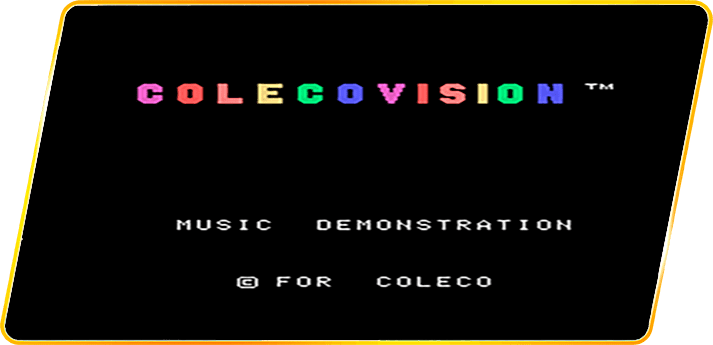 COLECOVISION ™
MUSIC DEMONSTRATION
© FOR COLECO